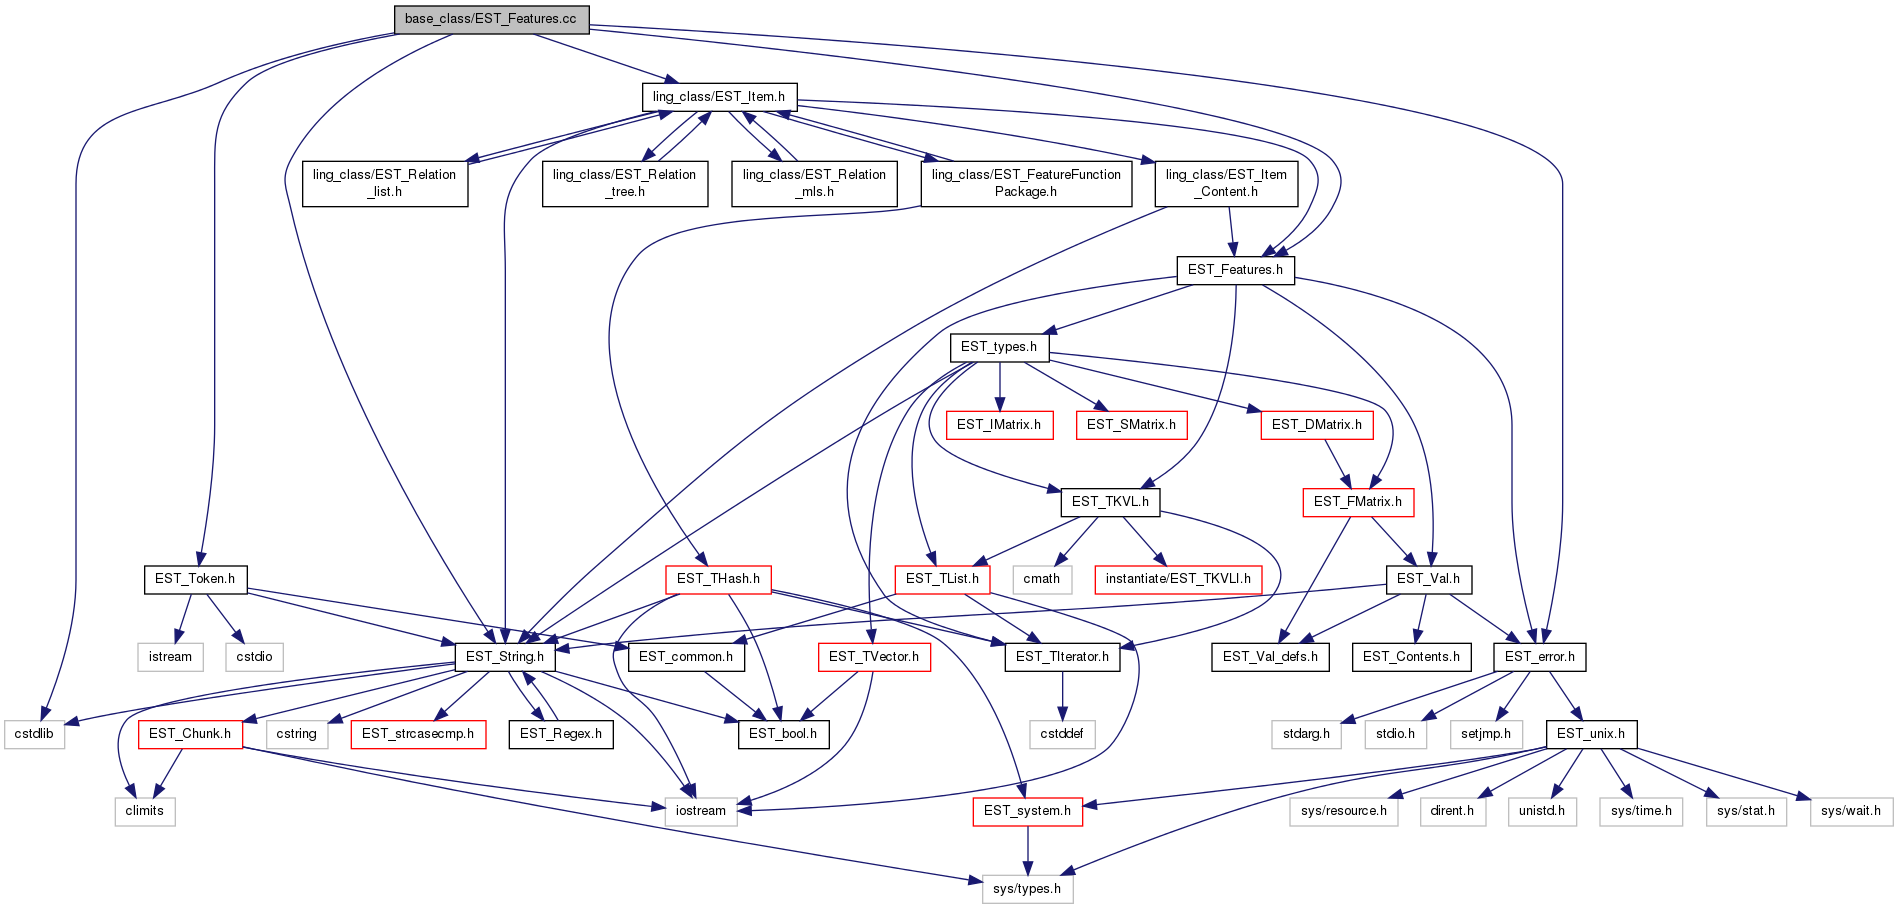 base_class/EST_Features.cc
ling_class/EST_Item.h
ling_class/EST_Relation
_list.h
ling_class/EST_Relation
_tree.h
ling_class/EST_Relation
_mls.h
ling_class/EST_FeatureFunction
Package.h
ling_class/EST_Item
_Content.h
EST_Features.h
EST_types.h
EST_IMatrix.h
EST_SMatrix.h
EST_DMatrix.h
EST_TKVL.h
EST_FMatrix.h
EST_Token.h
EST_THash.h
EST_TList.h
cmath
instantiate/EST_TKVLI.h
EST_Val.h
istream
cstdio
EST_String.h
EST_common.h
EST_TVector.h
EST_TIterator.h
EST_Val_defs.h
EST_Contents.h
EST_error.h
cstdlib
EST_Chunk.h
cstring
EST_strcasecmp.h
EST_Regex.h
EST_bool.h
cstddef
stdarg.h
stdio.h
setjmp.h
EST_unix.h
climits
iostream
EST_system.h
sys/resource.h
dirent.h
unistd.h
sys/time.h
sys/stat.h
sys/wait.h
sys/types.h